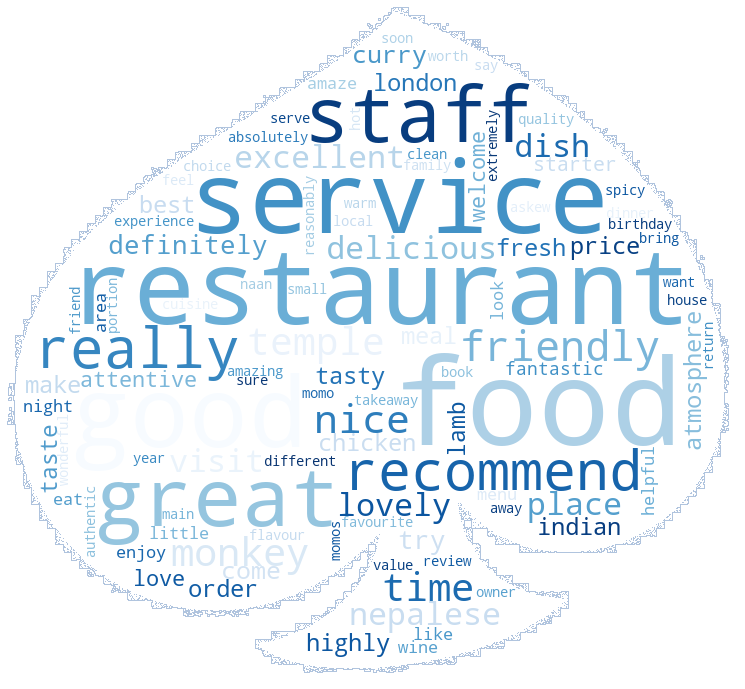 soon
curry worth
say
amaze london
staff
serve hot extremely quality
absolutely dish
excellent clean welcome starter
choice family
feel service spicy
best reasonably warm askew dinner
experience local birthday
definitely delicious fresh price bring
restaurant
friend area portion naan small look want
cuisine house
really temple meal friendly atmosphere return
amazing book fantastic
make attentive sure tasty
good food
night momo takeaway
taste wonderful nice lamb
chicken
year visit different recommend
eat great menu helpful
authentic main lovely away place
little flavour favourite indian
enjoy monkey momos try
love come value review
order time owner
nepalese
highly like
wine